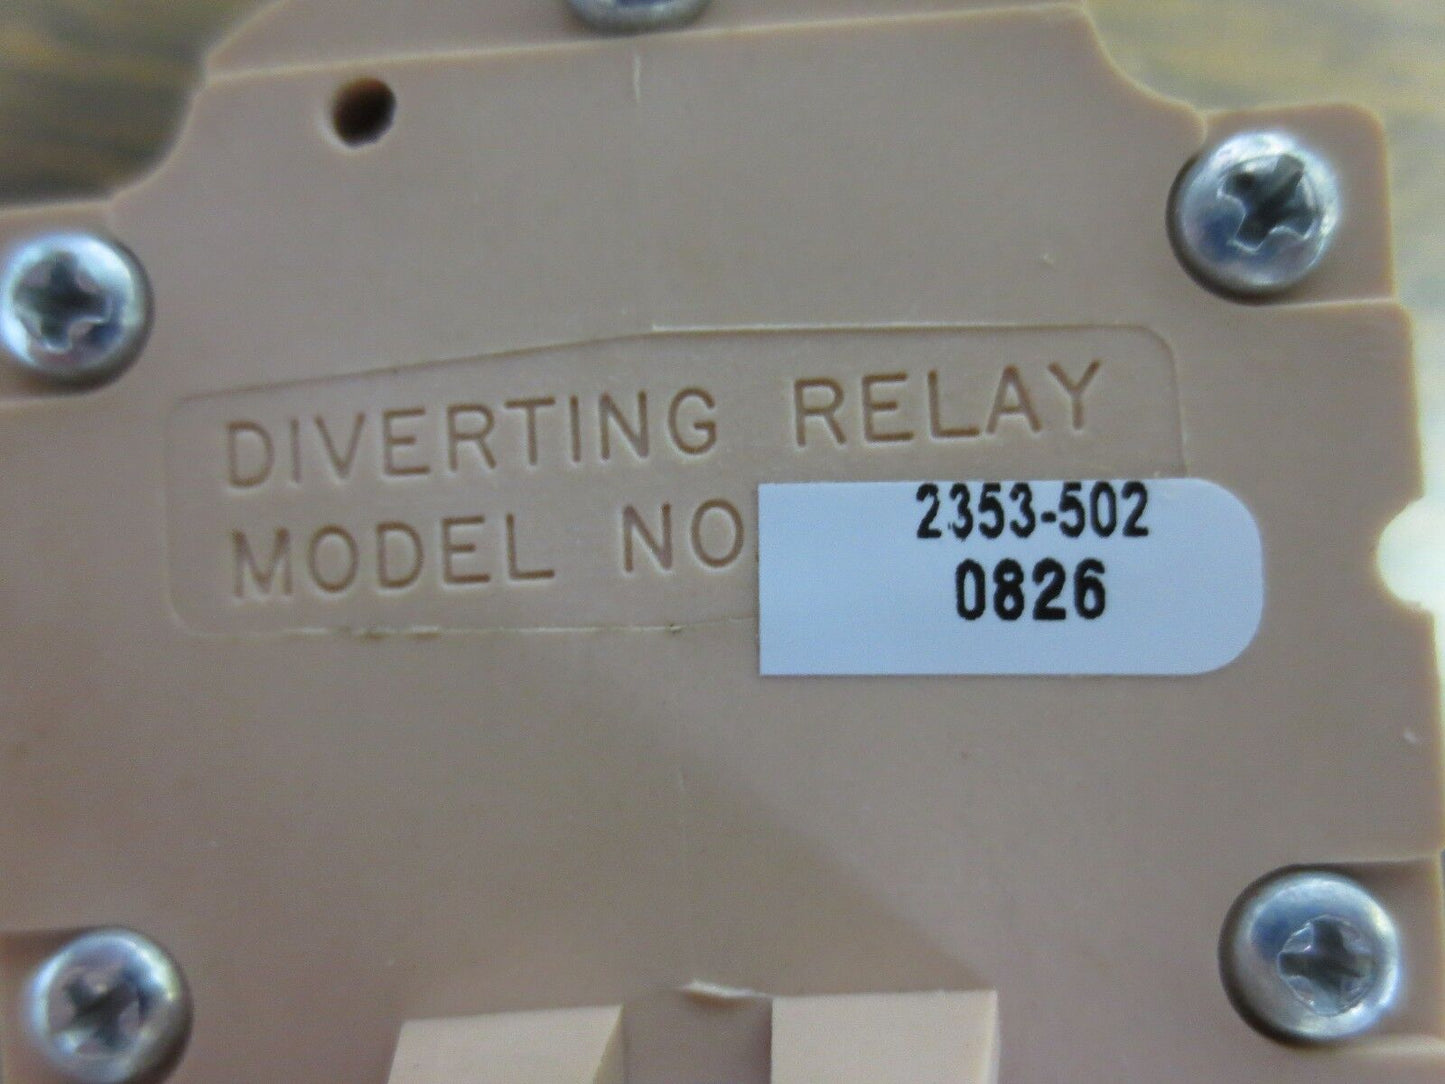 DIVERTING RELAY
MODEL NO. 2353-502
0826